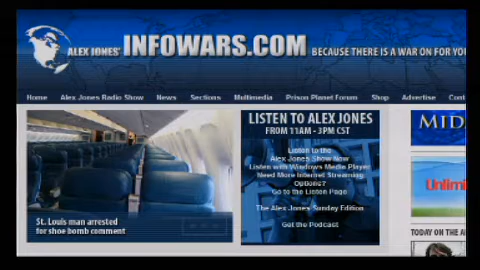 ALEX JONES' INFOWARS.COM BECAUSE THERE IS A WAR ON FOR YOU
Home Alex Jones Radio Show News Sections Multimedia Prison Planet Forum Shop Advertise Cont
LISTEN TO ALEX JONES
FROM 11AM - 3PM CST
Listen to the
Alex Jones Show Now
Listen with Windows Media Player
Need More Internet Streaming
Options?
Go to the Listen Page
The Alex Jones Sunday Edition
Get the Podcast
St. Louis man arrested
for shoe bomb comment
MID
Unlimi
TODAY ON THE A